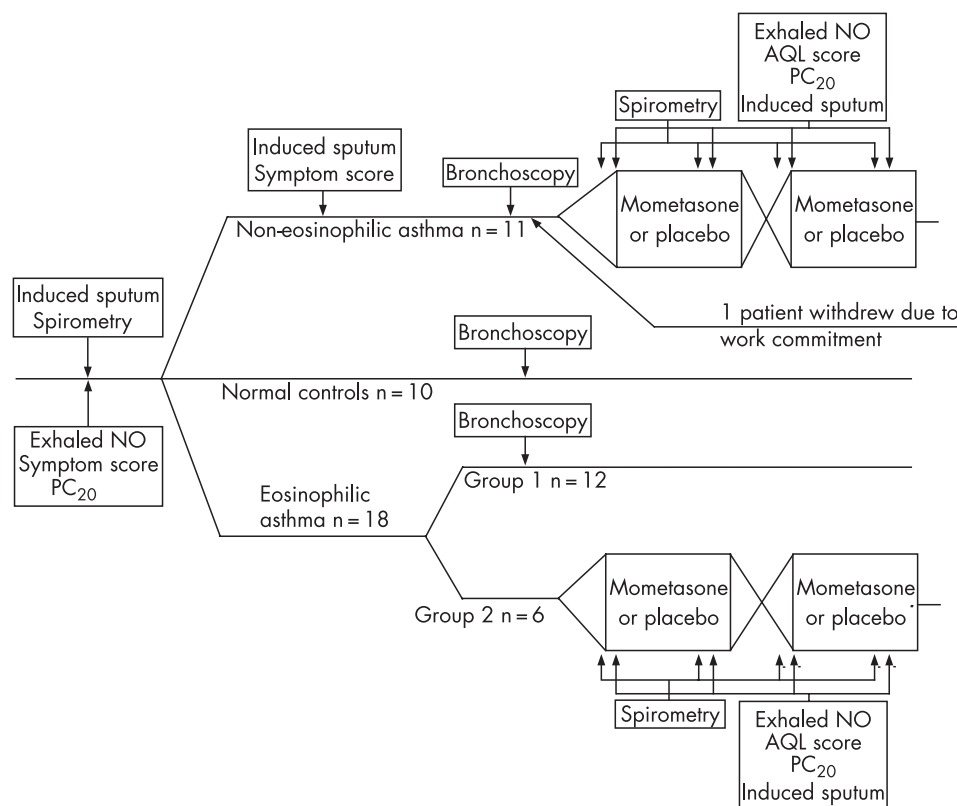 Exhaled NO
AQL score
PC20
Induced sputum
Spirometry
Induced sputum
Symptom score
Bronchoscopy
Mometasone
or placebo
Mometasone
or placebo
Non-eosinophilic asthma n = 11
Induced sputum
Spirometry
1 patient withdrew due to
work commitment
Bronchoscopy
Normal controls n = 10
Exhaled NO
Symptom score
PC20
Bronchoscopy
Group 1 n = 12
Eosinophilic
asthma n = 18
Mometasone
or placebo
Mometasone
or placebo
Group 2 n = 6
Spirometry
Exhaled NO
AQL score
PC20
Induced sputum